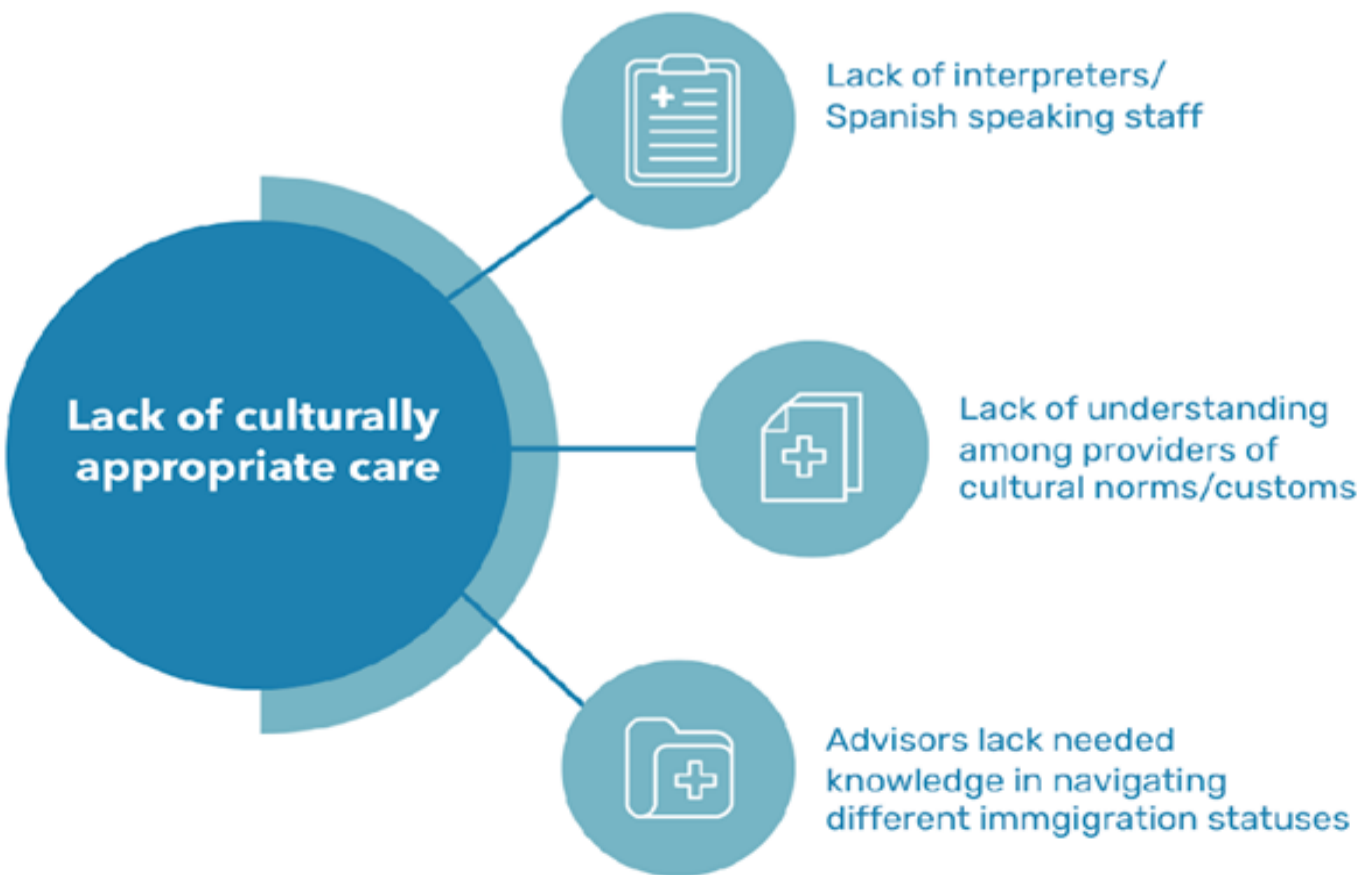 Lack of interpreters/
Spanish speaking staff
Lack of culturally
appropriate care
Lack of understanding
among providers of
cultural norms/customs
Advisors lack needed
knowledge in navigating
different immgigration statuses